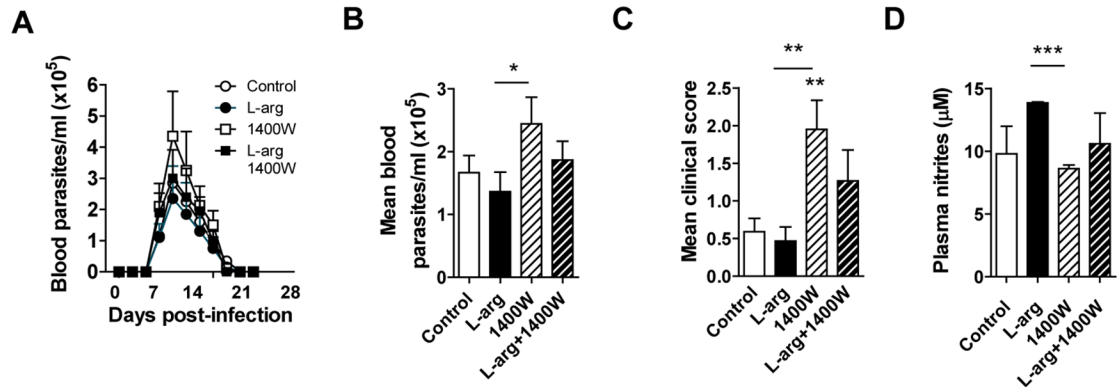 A
Blood parasites/ml (x10⁵)
6
5
4
3
2
1
0
0 7 14 21 28
Days post-infection
Control
L-arg
1400W
L-arg
1400W
B
Mean blood
parasites/ml (x10⁵)
3
2
1
0
*
Control
L-arg
1400W
L-arg+1400W
C
Mean clinical score
2.5
2.0
1.5
1.0
0.5
0.0
**
**
Control
L-arg
1400W
L-arg+1400W
D
Plasma nitrites (μM)
15
10
5
0
***
Control
L-arg
1400W
L-arg+1400W